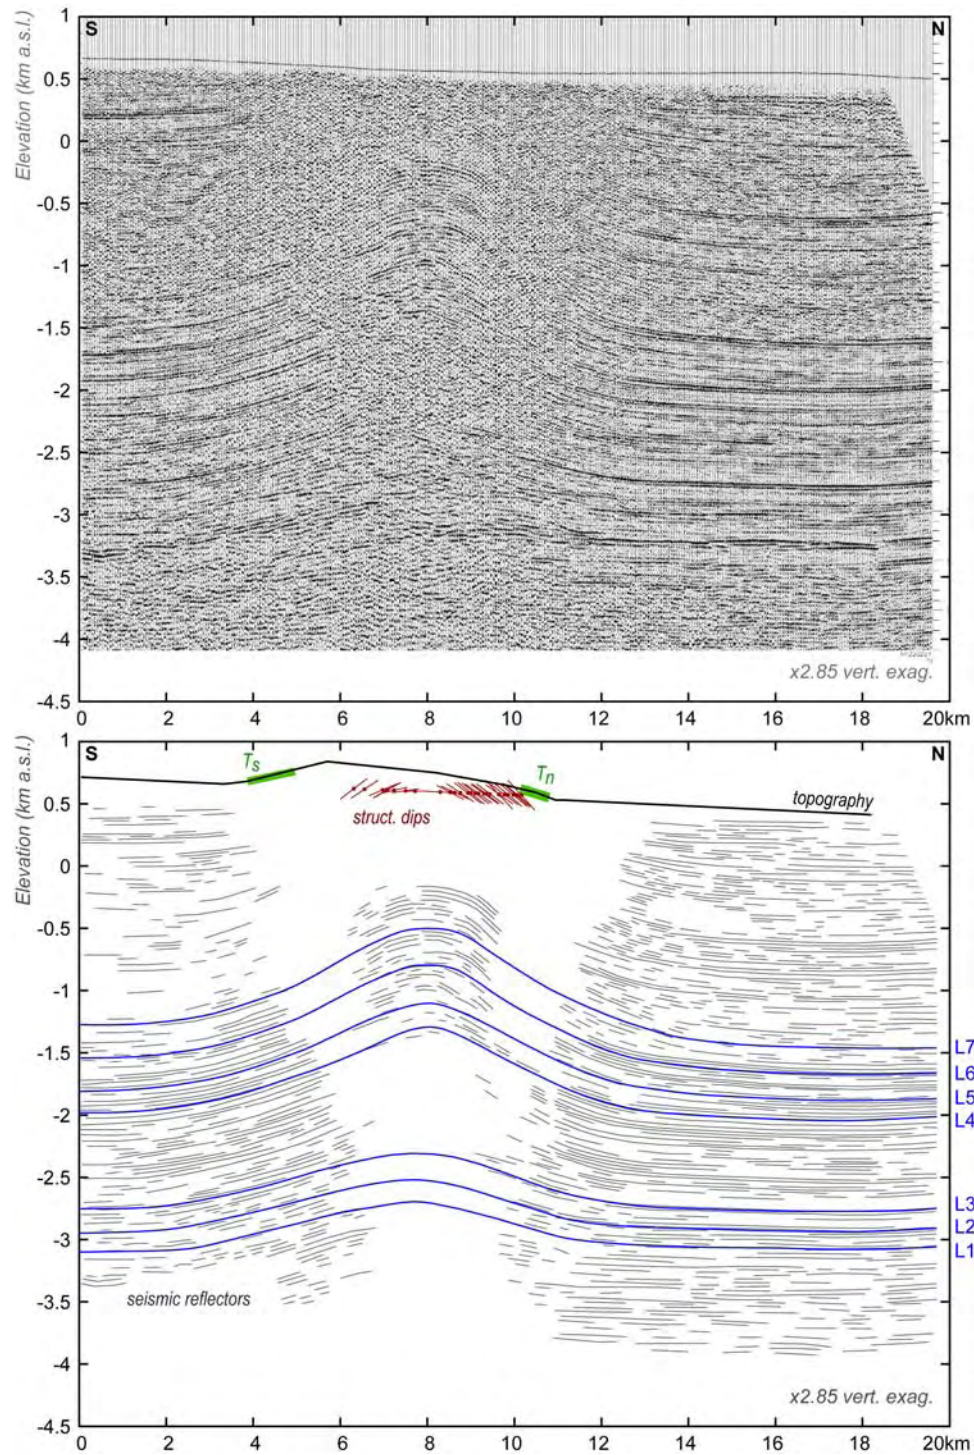 1
S
N
0.5
0
-0.5
-1
-1.5
-2
-2.5
-3
-3.5
-4
-4.5
Elevation (km a.s.l.)
x2.85 vert. exag.
0 2 4 6 8 10 12 14 16 18 20km
1
S
N
0.5
0
-0.5
-1
-1.5
-2
-2.5
-3
-3.5
-4
-4.5
Elevation (km a.s.l.)
Ts
Tn
topography
struct. dips
L7
L6
L5
L4
L3
L2
L1
seismic reflectors
x2.85 vert. exag.
0 2 4 6 8 10 12 14 16 18 20km